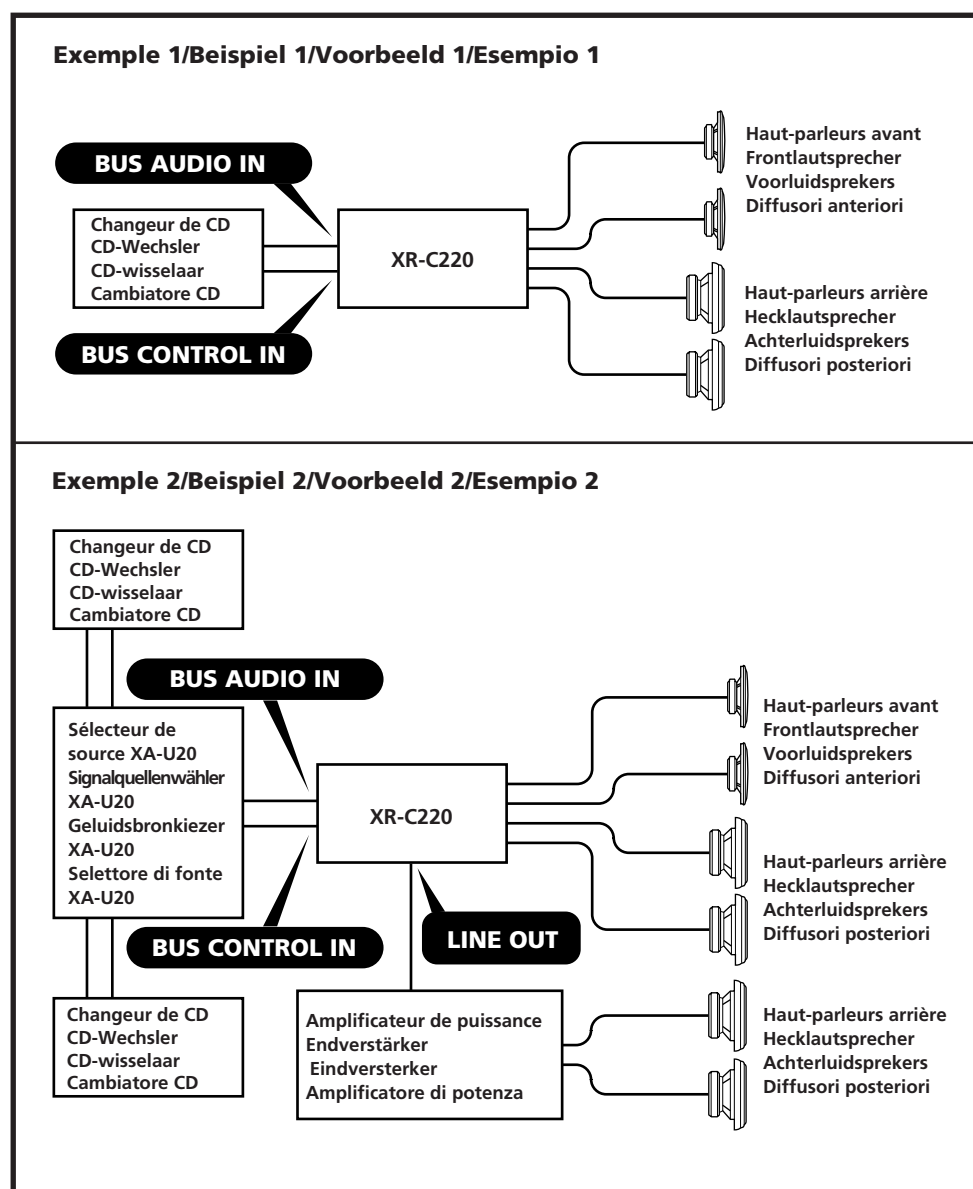 Exemple 1/Beispiel 1/Voorbeeld 1/Esempio 1
BUS AUDIO IN
Changeur de CD
CD-Wechsler
CD-wisselaar
Cambiatore CD
BUS CONTROL IN
XR-C220
Haut-parleurs avant
Frontlautsprecher
Voorluidsprekers
Diffusori anteriori
Haut-parleurs arrière
Hecklautsprecher
Achterluidsprekers
Diffusori posteriori
Exemple 2/Beispiel 2/Voorbeeld 2/Esempio 2
Changeur de CD
CD-Wechsler
CD-wisselaar
Cambiatore CD
BUS AUDIO IN
Sélecteur de
source XA-U20
Signalquellenwähler
XA-U20
Geluidsbronkiezer
XA-U20
Selettore di fonte
XA-U20
XR-C220
BUS CONTROL IN
LINE OUT
Haut-parleurs avant
Frontlautsprecher
Voorluidsprekers
Diffusori anteriori
Haut-parleurs arrière
Hecklautsprecher
Achterluidsprekers
Diffusori posteriori
Changeur de CD
CD-Wechsler
CD-wisselaar
Cambiatore CD
Amplificateur de puissance
Endverstärker
Eindversterker
Amplificatore di potenza
Haut-parleurs arrière
Hecklautsprecher
Achterluidsprekers
Diffusori posteriori